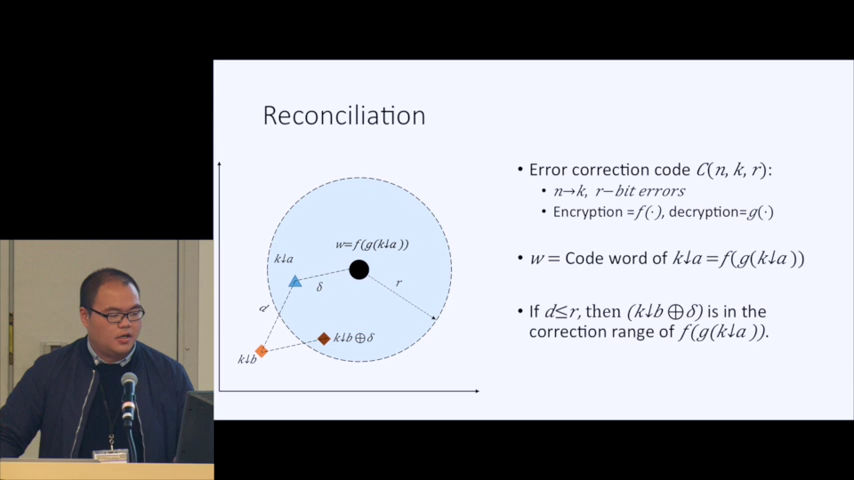 Reconciliation
w=f(g(k↓a))
k↓a
δ
r
d
k↓b⊕δ
k↓b
• Error correction code C(n, k, r):
• n→k, r−bit errors
• Encryption =f(·), decryption=g(·)
• w = Code word of k↓a =f(g(k↓a))
• If d≤r, then (k↓b ⊕δ) is in the
correction range of f(g(k↓a)).